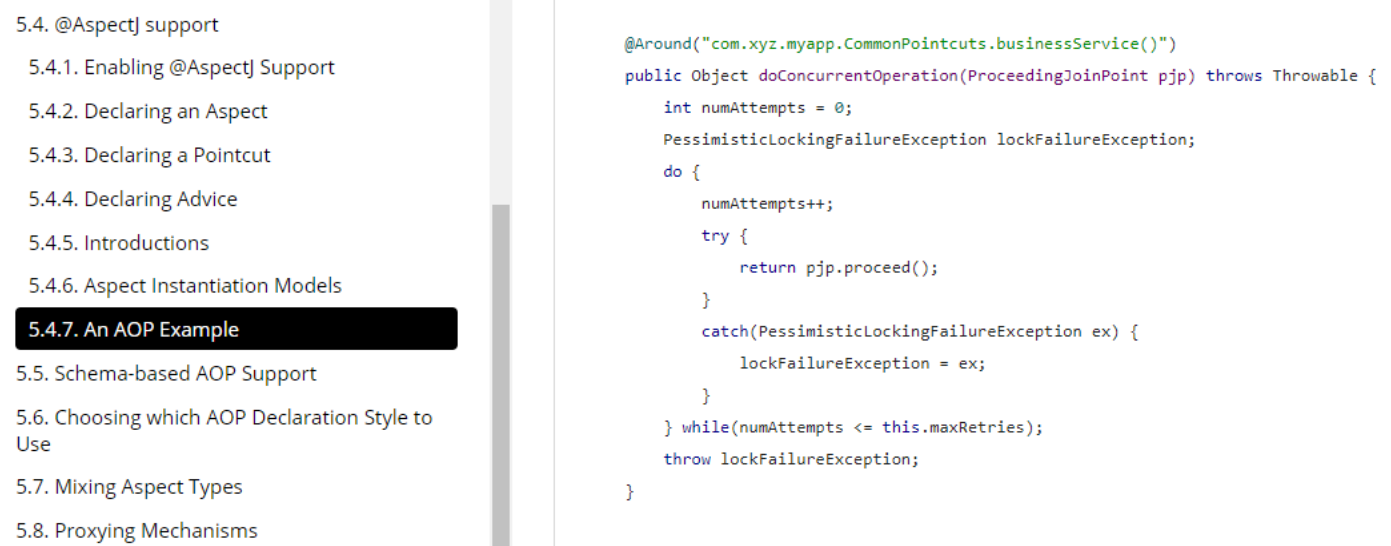 5.4. @AspectJ support
5.4.1. Enabling @AspectJ Support
5.4.2. Declaring an Aspect
5.4.3. Declaring a Pointcut
5.4.4. Declaring Advice
5.4.5. Introductions
5.4.6. Aspect Instantiation Models
5.4.7. An AOP Example
5.5. Schema-based AOP Support
5.6. Choosing which AOP Declaration Style to
Use
5.7. Mixing Aspect Types
5.8. Proxying Mechanisms
@Around("com.xyz.myapp.CommonPointcuts.businessService()")
public Object doConcurrentOperation(ProceedingJoinPoint pjp) throws Throwable {
    int numAttempts = 0;
    PessimisticLockingFailureException lockFailureException;
    do {
        numAttempts++;
        try {
            return pjp.proceed();
        }
        catch(PessimisticLockingFailureException ex) {
            lockFailureException = ex;
        }
    } while(numAttempts <= this.maxRetries);
    throw lockFailureException;
}